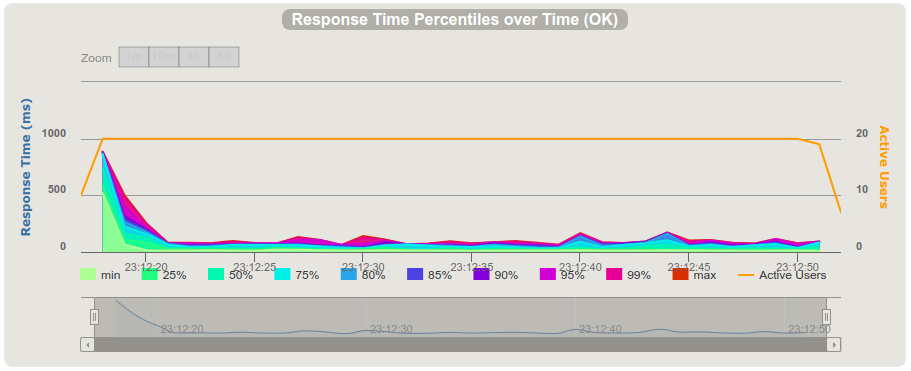 Response Time Percentiles over Time (OK)
Zoom 1m 10m 1h All
Response Time (ms)
1000
500
0
20
10
0
Active Users
23:12:20 23:12:25 23:12:30 23:12:35 23:12:40 23:12:45 23:12:50
min 25% 50% 75% 80% 85% 90% 95% 99% max Active Users
23:12:20 23:12:30 23:12:40 23:12:50